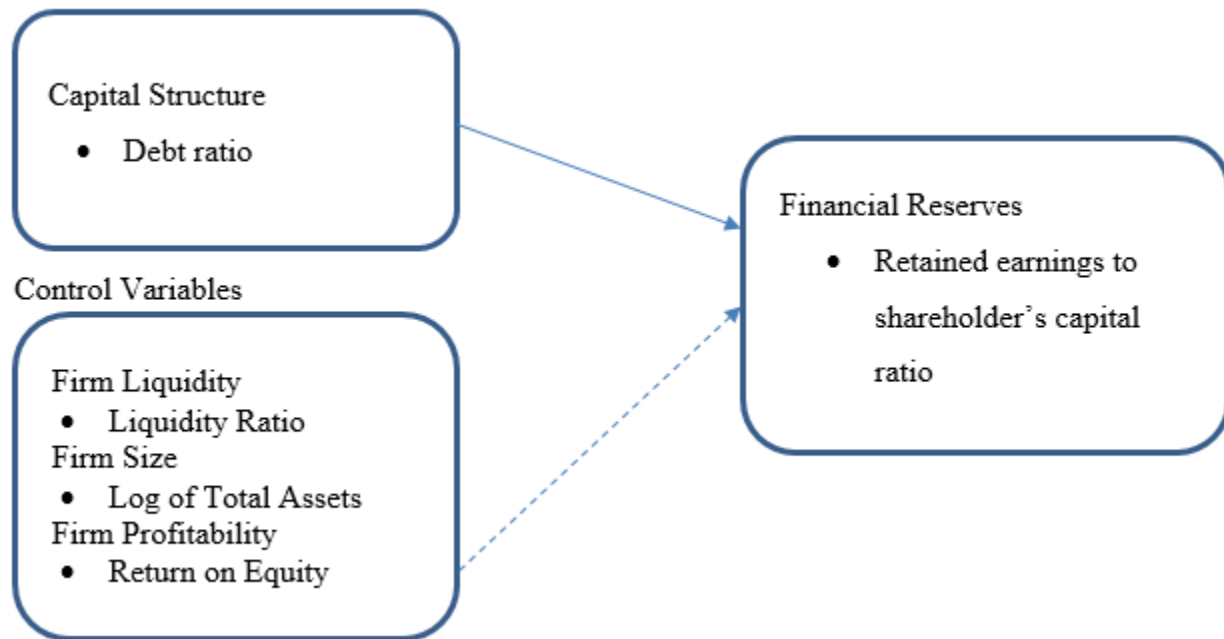 Capital Structure
• Debt ratio
Control Variables
Firm Liquidity
• Liquidity Ratio
Firm Size
• Log of Total Assets
Firm Profitability
• Return on Equity
Financial Reserves
• Retained earnings to
shareholder’s capital
ratio